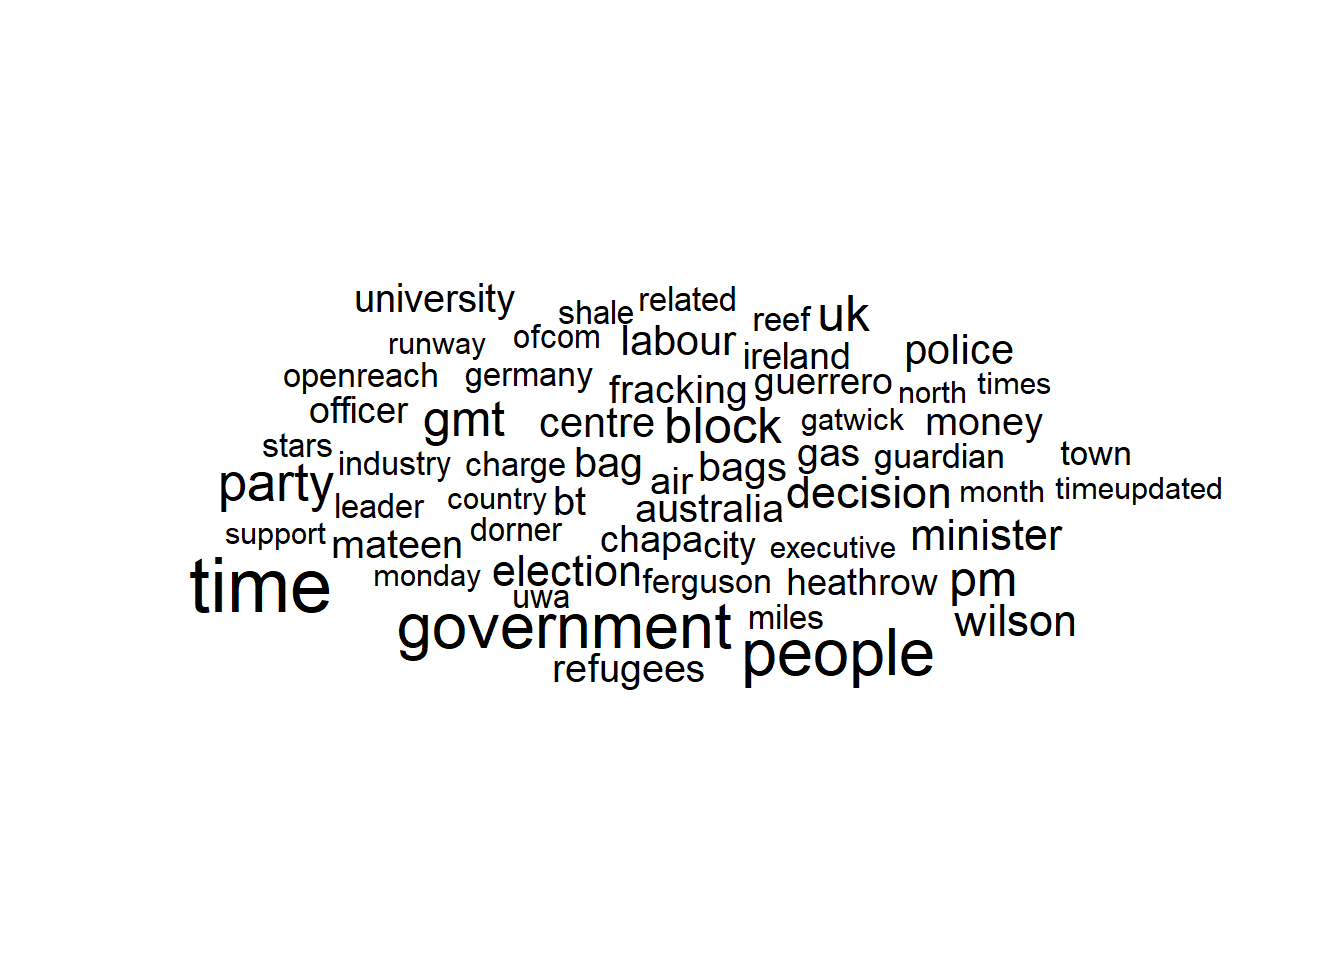 university shale related reef uk
runway ofcom labour ireland police
openreach germany fracking guerrero north times
officer gmt centre block gatwick money
stars industry charge bag air bags gas guardian town
party leader country bt australia decision month timeupdated
support mateen dorner chapa city executive minister
time monday uwa election ferguson heathrow pm
government miles wilson
refugees people